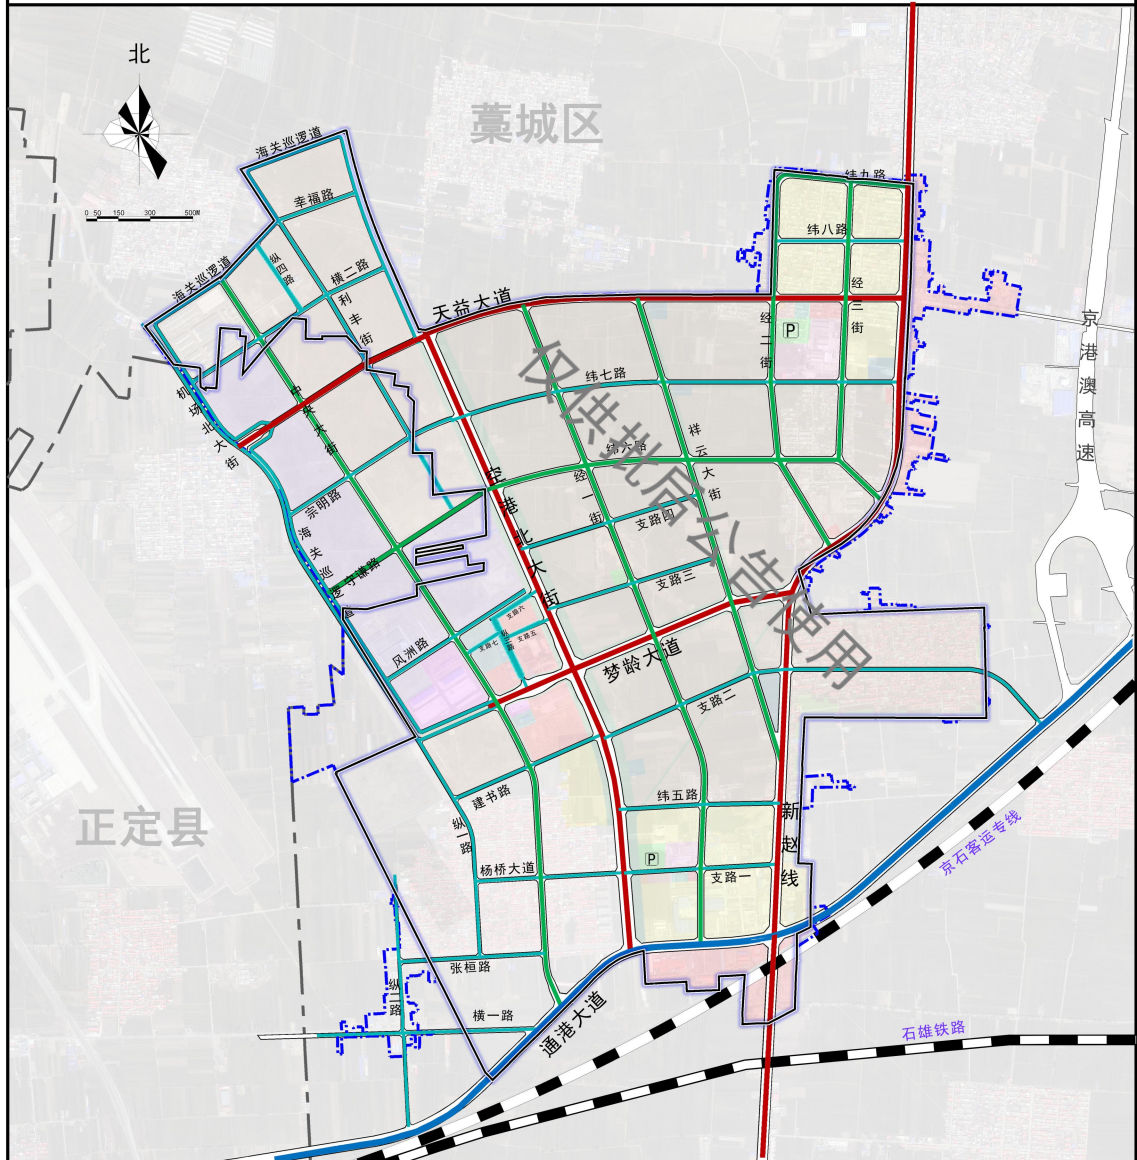 北
藁城区
0 50 150 300 500M
海关巡逻道
幸福路
纵四路
横二路
海关巡逻道
利丰街
天益大道
纬九路
纬八路
经三街
经二街
P
京港澳高速
机场北大街
中央大街
纬七路
纬六路
祥云大街
空港北大街
经一街
支路四
宗明路
海关巡逻道
守谦路
支路三
支路六
支路七
纵三路
支路五
风洲路
梦龄大道
支路二
仅供批后公告使用
正定县
建书路
纵一路
纬五路
新赵线
P
杨桥大道
支路一
京石客运专线
张桓路
纵二路
横一路
通港大道
石雄铁路